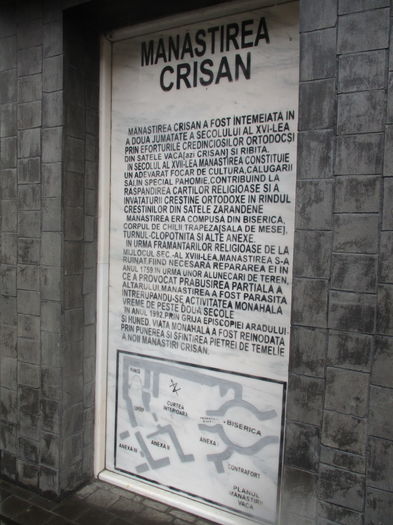 MANASTIREA
CRISAN
MANASTIREA CRISAN A FOST INTEMEIATA IN
A DOUA JUMATATE A SECOLULUI AL XVI-LEA
PRIN EFORTURILE CREDINCIOSILOR ORTODOCSI
DIN SATELE VACA[azi CRISAN] SI RIBITA.
IN SECOLUL AL XVII-LEA MANASTIREA CONSTITUIE
UN ADEVARAT FOCAR DE CULTURA,CALUGARII
SAI,IN SPECIAL PAHOMIE,CONTRIBUIND LA
RASPANDIREA CARTILOR RELIGIOASE SI A
INVATATURII CRESTINE ORTODOXE IN RINDUL
CRESTINILOR DIN SATELE ZARANDENE
MANASTIREA ERA COMPUSA DIN BISERICA,
CORPUL DE CHILII TRAPEZA[SALA DE MESE],
TURNUL-CLOPOTNITA SI ALTE ANEXE.
IN URMA FRAMANTARILOR RELIGIOASE DE LA
MIJLOCUL SEC.-AL XVIII-LEA,MANASTIREA S-A
RUINAT,FIIND NECESARA REPARAREA EI IN
ANUL 1759.IN URMA UNOR ALUNECARI DE TEREN,
CE A PROVOCAT PRABUSIREA PARTIALA A
ALTARULUI,MANASTIREA A FOST PARASITA
INTRERUPANDU-SE ACTIVITATEA MONAHALA
VREME DE PESTE DOUA SECOLE
IN ANUL 1992,PRIN GRIJA EPISCOPIEI ARADULUI
SI HUNED. VIATA MONAHALA A FOST REINODATA
PRIN PUNEREA SI SFINTIREA PIETREI DE TEMELIE
A NOII MANASTIRI CRISAN.
CURTEA
INTERIOARA
BISERICA
ANEXA III
ANEXA II
ANEXA I
CONTRAFORT
PLANUL
MANASTIRII
VACA